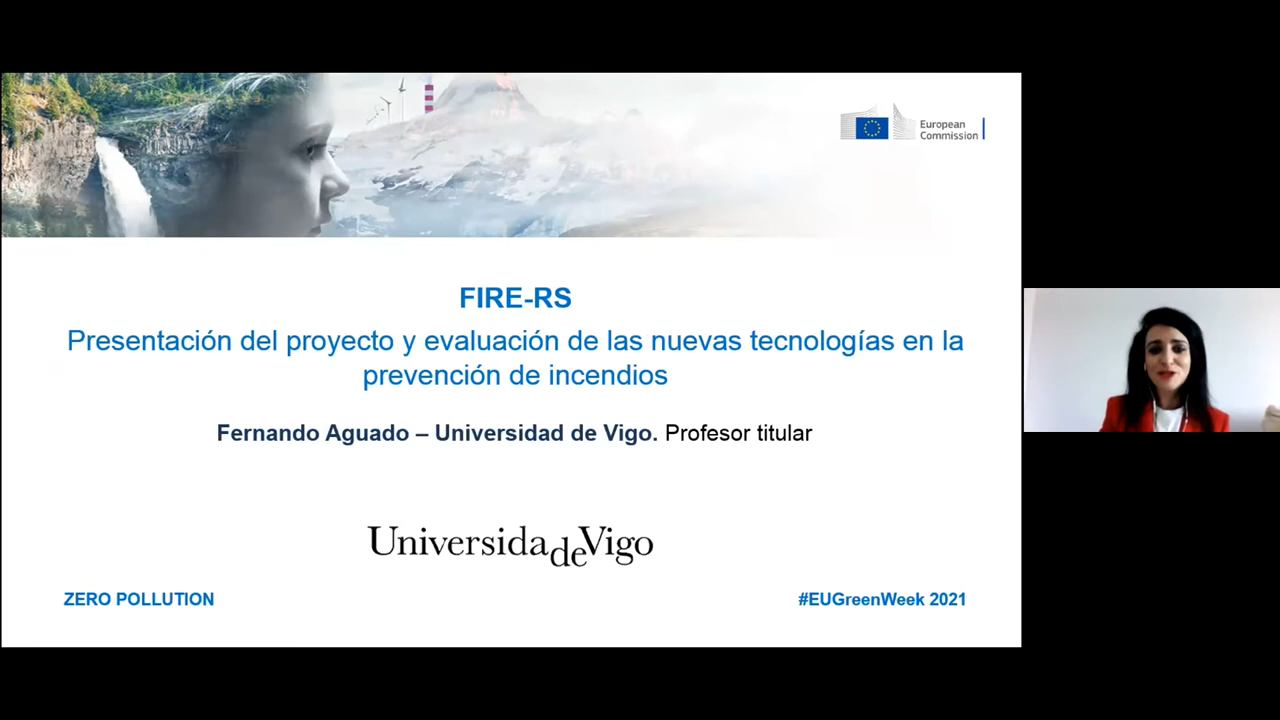 European
Commission
FIRE-RS
Presentación del proyecto y evaluación de las nuevas tecnologías en la
prevención de incendios
Fernando Aguado – Universidad de Vigo. Profesor titular
UniversidadeVigo
ZERO POLLUTION
#EUGreenWeek 2021